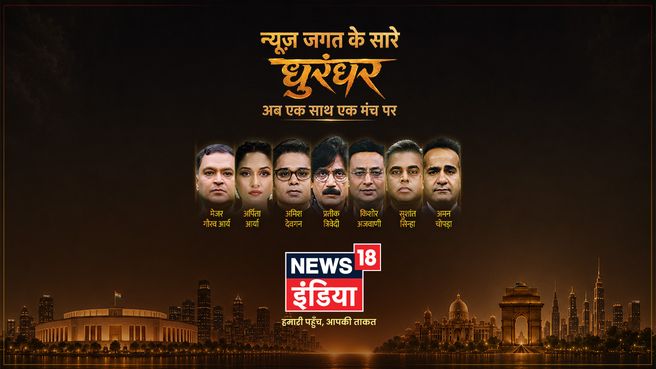 न्यूज़ जगत के सारे
धुरंधर
अब एक साथ एक मंच पर
मेजर
गौरव आर्य
अर्पिता
आर्या
अमिश
देवगन
प्रतीक
त्रिवेदी
किशोर
अजवाणी
सुशांत
सिन्हा
अमन
चोपड़ा
NEWS 18
इंडिया
हमारी पहुँच, आपकी ताकत